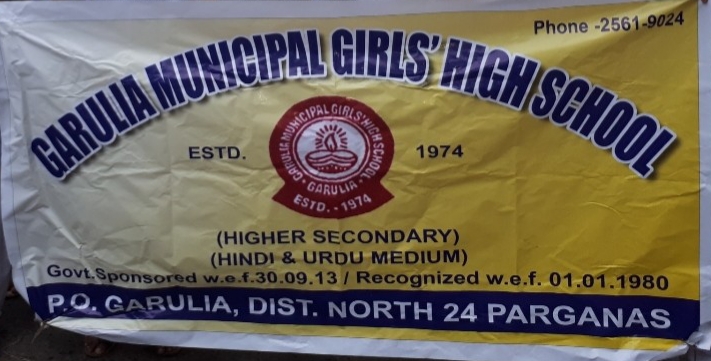 Phone -2561-9024
GARULIA MUNICIPAL GIRLS' HIGH SCHOOL
ESTD. 1974
GARULIA MUNICIPAL GIRLS' HIGH SCHOOL
GARULIA
ESTD. - 1974
(HIGHER SECONDARY)
(HINDI & URDU MEDIUM)
Govt.Sponsored w.e.f.30.09.13 / Recognized w.e.f. 01.01.1980
P.O. GARULIA, DIST. NORTH 24 PARGANAS